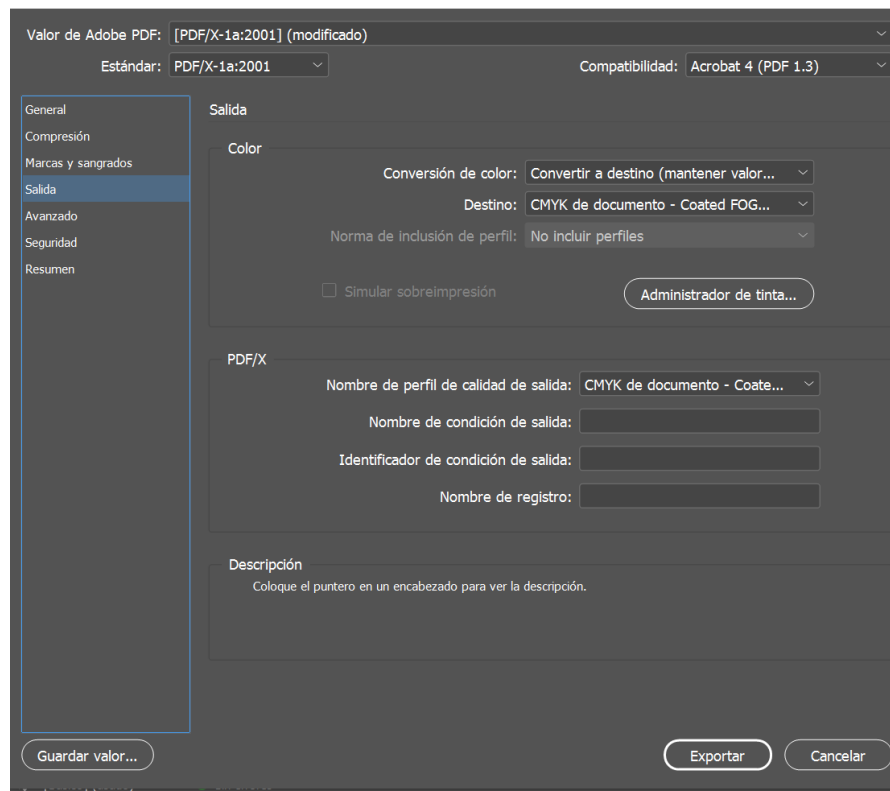 Valor de Adobe PDF: [PDF/X-1a:2001] (modificado)
Estándar: PDF/X-1a:2001 Compatibilidad: Acrobat 4 (PDF 1.3)
General
Compresión
Marcas y sangrados
Salida
Avanzado
Seguridad
Resumen
Salida
Color
Conversión de color: Convertir a destino (mantener valor...
Destino: CMYK de documento - Coated FOG...
Norma de inclusión de perfil: No incluir perfiles
Simular sobreimpresión
Administrador de tinta...
PDF/X
Nombre de perfil de calidad de salida: CMYK de documento - Coate...
Nombre de condición de salida:
Identificador de condición de salida:
Nombre de registro:
Descripción
Coloque el puntero en un encabezado para ver la descripción.
Guardar valor... Exportar Cancelar